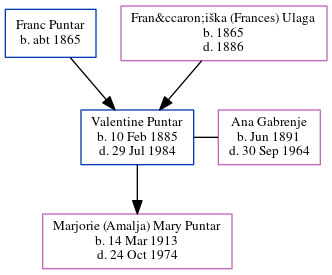 Franc Puntar
b. abt 1865
Fran&ccaron;iška (Frances) Ulaga
b. 1865
d. 1886
Valentine Puntar
b. 10 Feb 1885
d. 29 Jul 1984
Ana Gabrenje
b. Jun 1891
d. 30 Sep 1964
Marjorie (Amalja) Mary Puntar
b. 14 Mar 1913
d. 24 Oct 1974